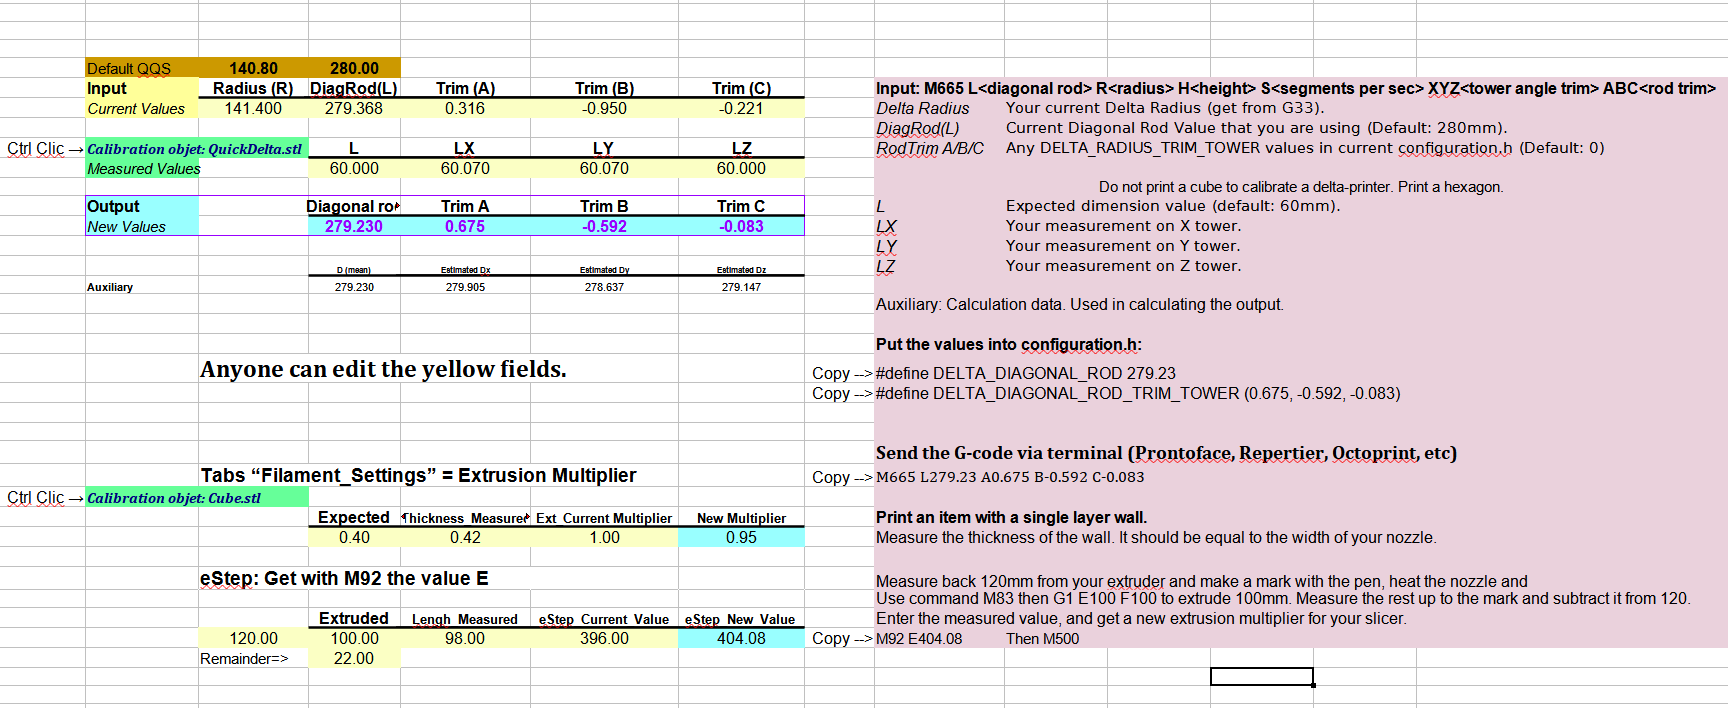 Default QQS 140.80 280.00
Input Radius (R) DiagRod(L) Trim (A) Trim (B) Trim (C) Input: M665 L<diagonal rod> R<radius> H<height> S<segments per sec> XYZ<tower angle trim> ABC<rod trim>
Current Values 141.400 279.368 0.316 -0.950 -0.221 Delta Radius Your current Delta Radius (get from G33).
DiagRod(L) Current Diagonal Rod Value that you are using (Default: 280mm).
Ctrl Clic → Calibration objet: QuickDelta.stl L LX LY LZ RodTrim A/B/C Any DELTA_RADIUS_TRIM_TOWER values in current configuration.h (Default: 0)
Measured Values 60.000 60.070 60.070 60.000
Do not print a cube to calibrate a delta-printer. Print a hexagon.
Output Diagonal ro Trim A Trim B Trim C L Expected dimension value (default: 60mm).
New Values 279.230 0.675 -0.592 -0.083 LX Your measurement on X tower.
LY Your measurement on Y tower.
D (mean) Estimated Dx Estimated Dy Estimated Dz LZ Your measurement on Z tower.
Auxiliary 279.230 279.905 278.637 279.147
Auxiliary: Calculation data. Used in calculating the output.
Put the values into configuration.h:
Anyone can edit the yellow fields. Copy --> #define DELTA_DIAGONAL_ROD 279.23
Copy --> #define DELTA_DIAGONAL_ROD_TRIM_TOWER (0.675, -0.592, -0.083)
Send the G-code via terminal (Prontoface, Repertier, Octoprint, etc)
Tabs “Filament_Settings” = Extrusion Multiplier Copy --> M665 L279.23 A0.675 B-0.592 C-0.083
Ctrl Clic → Calibration objet: Cube.stl
Expected Thickness Measure Ext Current Multiplier New Multiplier Print an item with a single layer wall.
0.40 0.42 1.00 0.95 Measure the thickness of the wall. It should be equal to the width of your nozzle.
eStep: Get with M92 the value E Measure back 120mm from your extruder and make a mark with the pen, heat the nozzle and
Use command M83 then G1 E100 F100 to extrude 100mm. Measure the rest up to the mark and subtract it from 120.
Extruded Lengh Measured eStep Current Value eStep New Value Enter the measured value, and get a new extrusion multiplier for your slicer.
120.00 100.00 98.00 396.00 404.08 Copy --> M92 E404.08 Then M500
Remainder=> 22.00